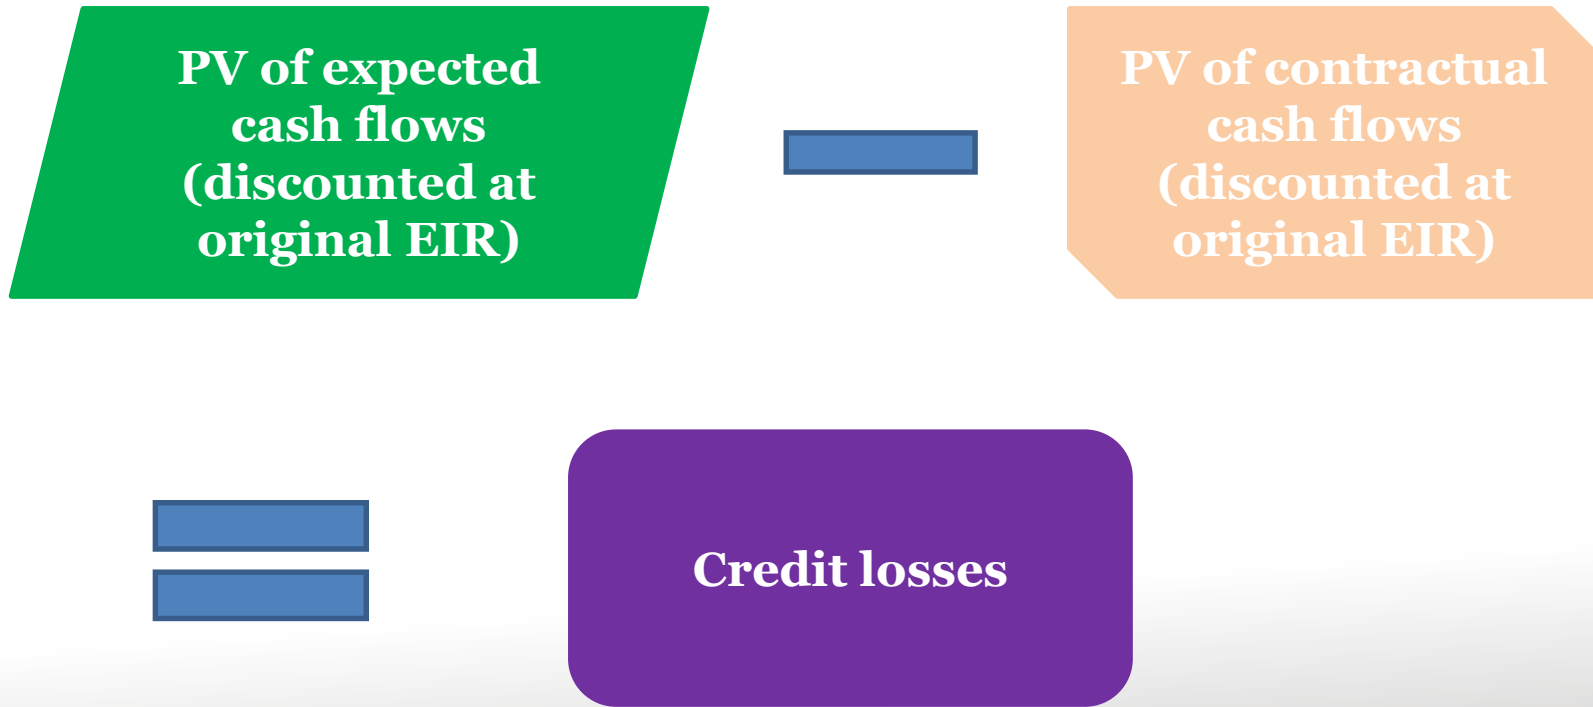 PV of expected
cash flows
(discounted at
original EIR)
PV of contractual
cash flows
(discounted at
original EIR)
Credit losses